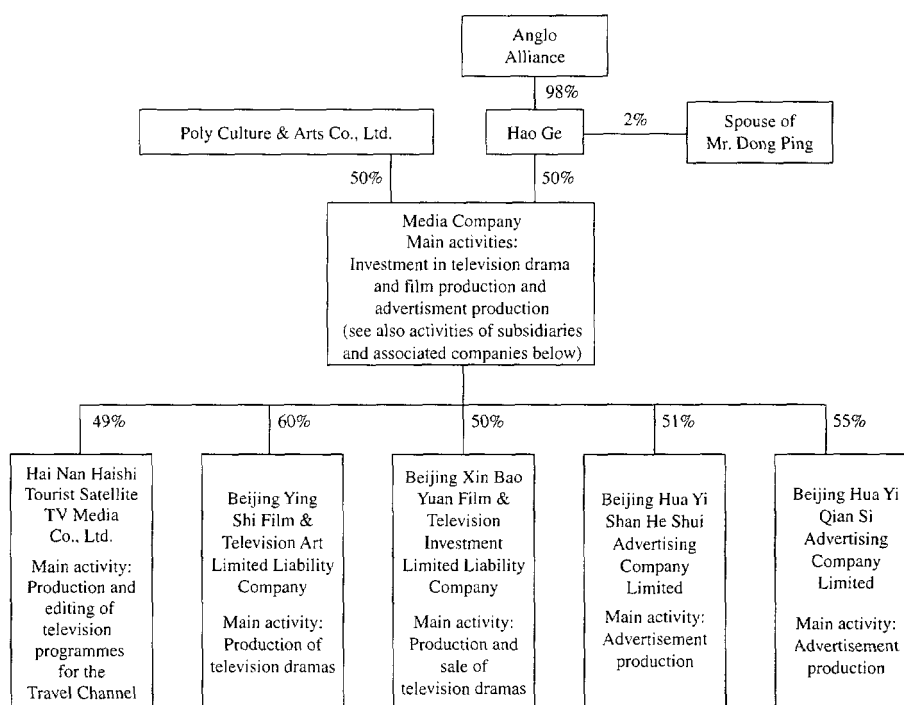 Anglo
Alliance
98%
Poly Culture & Arts Co., Ltd.
Hao Ge
2%
Spouse of
Mr. Dong Ping
50%
50%
Media Company
Main activities:
Investment in television drama
and film production and
advertisment production
(see also activities of subsidiaries
and associated companies below)
49%
60%
50%
51%
55%
Hai Nan Haishi
Tourist Satellite
TV Media
Co., Ltd.
Main activity:
Production and
editing of
television
programmes
for the
Travel Channel
Beijing Ying
Shi Film &
Television Art
Limited Liability
Company
Main activity:
Production of
television dramas
Beijing Xin Bao
Yuan Film &
Television
Investment
Limited Liability
Company
Main activity:
Production and
sale of
television dramas
Beijing Hua Yi
Shan He Shui
Advertising
Company
Limited
Main activity:
Advertisement
production
Beijing Hua Yi
Qian Si
Advertising
Company
Limited
Main activity:
Advertisement
production